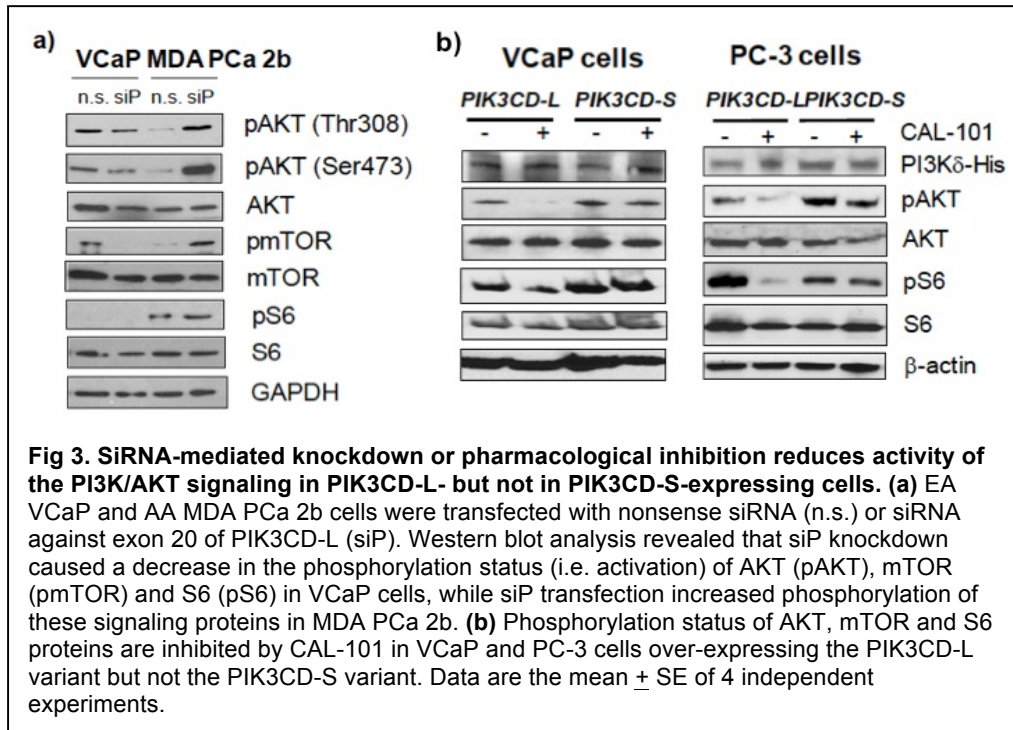 a)
VCaP MDA PCa 2b
n.s. siP n.s. siP
pAKT (Thr308)
pAKT (Ser473)
AKT
pmTOR
mTOR
pS6
S6
GAPDH
b)
VCaP cells PC-3 cells
PIK3CD-L PIK3CD-S PIK3CD-LPIK3CD-S
- + - + - + - + CAL-101
PI3Kδ-His
pAKT
AKT
pS6
S6
β-actin
Fig 3. SiRNA-mediated knockdown or pharmacological inhibition reduces activity of
the PI3K/AKT signaling in PIK3CD-L- but not in PIK3CD-S-expressing cells. (a) EA
VCaP and AA MDA PCa 2b cells were transfected with nonsense siRNA (n.s.) or siRNA
against exon 20 of PIK3CD-L (siP). Western blot analysis revealed that siP knockdown
caused a decrease in the phosphorylation status (i.e. activation) of AKT (pAKT), mTOR
(pmTOR) and S6 (pS6) in VCaP cells, while siP transfection increased phosphorylation of
these signaling proteins in MDA PCa 2b. (b) Phosphorylation status of AKT, mTOR and S6
proteins are inhibited by CAL-101 in VCaP and PC-3 cells over-expressing the PIK3CD-L
variant but not the PIK3CD-S variant. Data are the mean + SE of 4 independent
experiments.